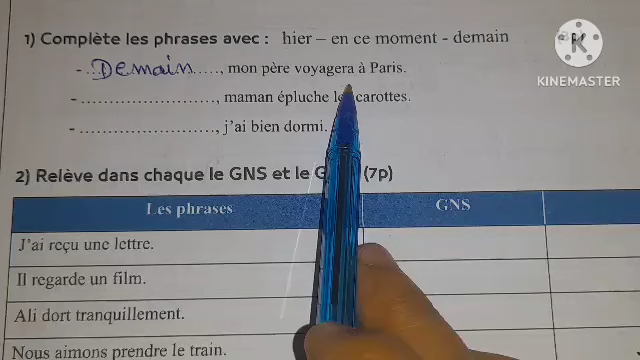 1) Complète les phrases avec : hier – en ce moment - demain
- ..Demain....., mon père voyagera à Paris.
- ........................., maman épluche les carottes.
- ........................., j'ai bien dormi.
2) Relève dans chaque le GNS et le (7p)
Les phrases GNS
J'ai reçu une lettre.
Il regarde un film.
Ali dort tranquillement.
Nous aimons prendre le train.
KINEMASTER